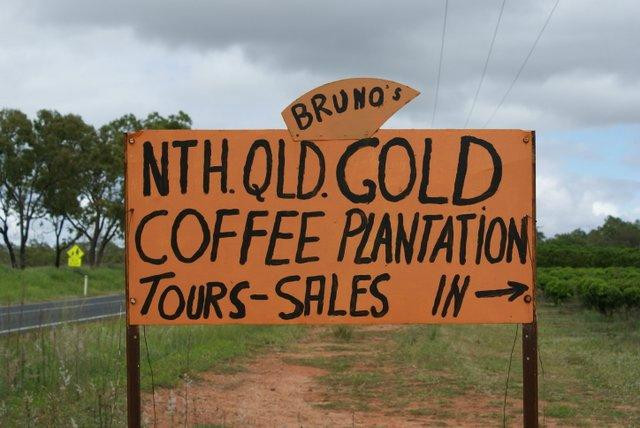 BRUNO's
NTH. QLD. GOLD
COFFEE PLANTATION
TOURS-SALES IN →